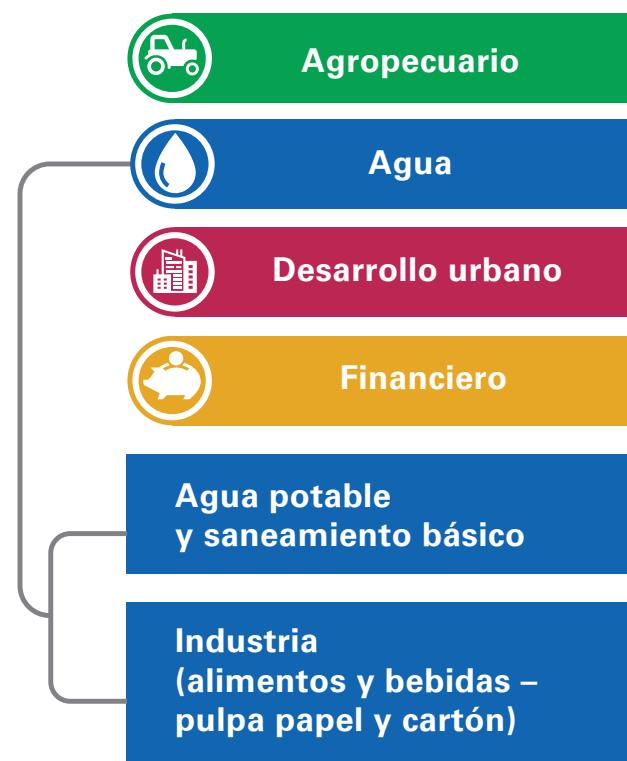 Agropecuario
Agua
Desarrollo urbano
Financiero
Agua potable
y saneamiento básico
Industria
(alimentos y bebidas –
pulpa papel y cartón)